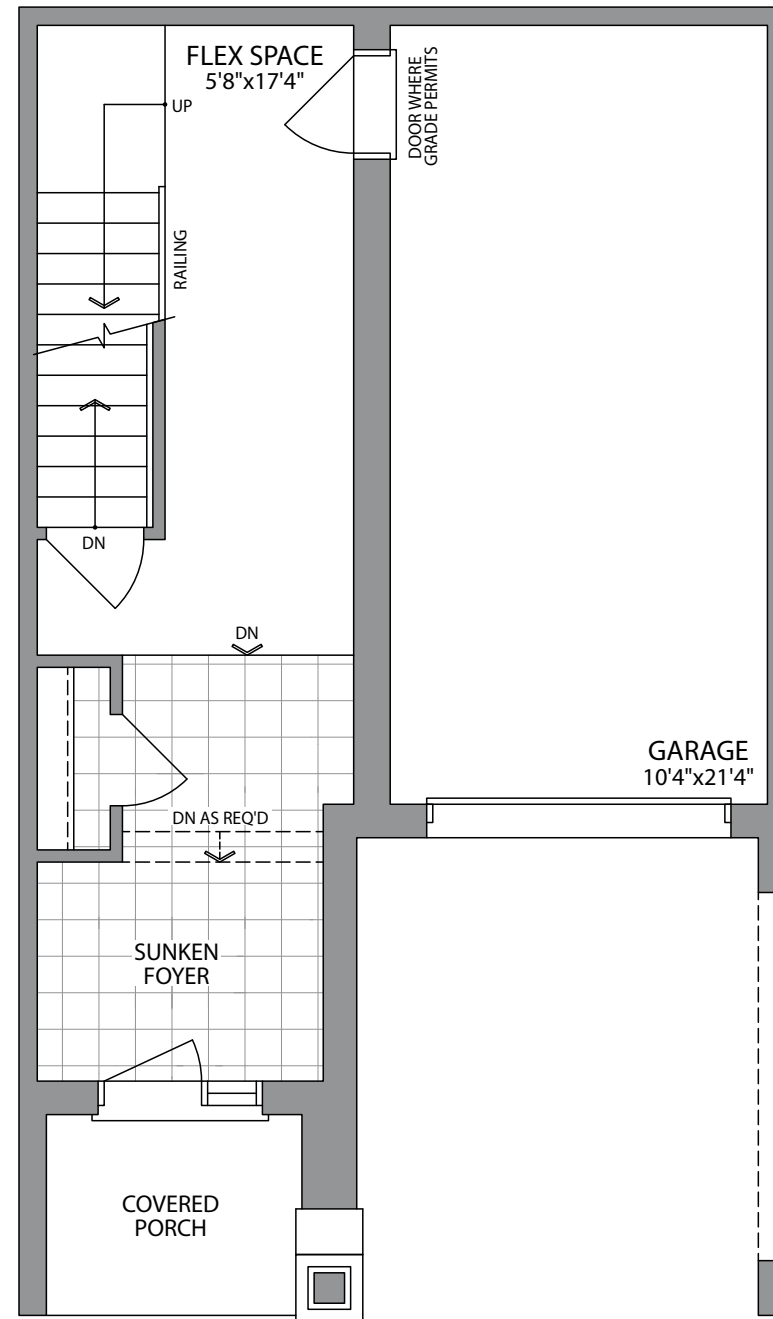 FLEX SPACE
5'8"x17'4"
DOOR WHERE
GRADE PERMITS
UP
RAILING
DN
DN
GARAGE
10'4"x21'4"
DN AS REQ'D
SUNKEN
FOYER
COVERED
PORCH